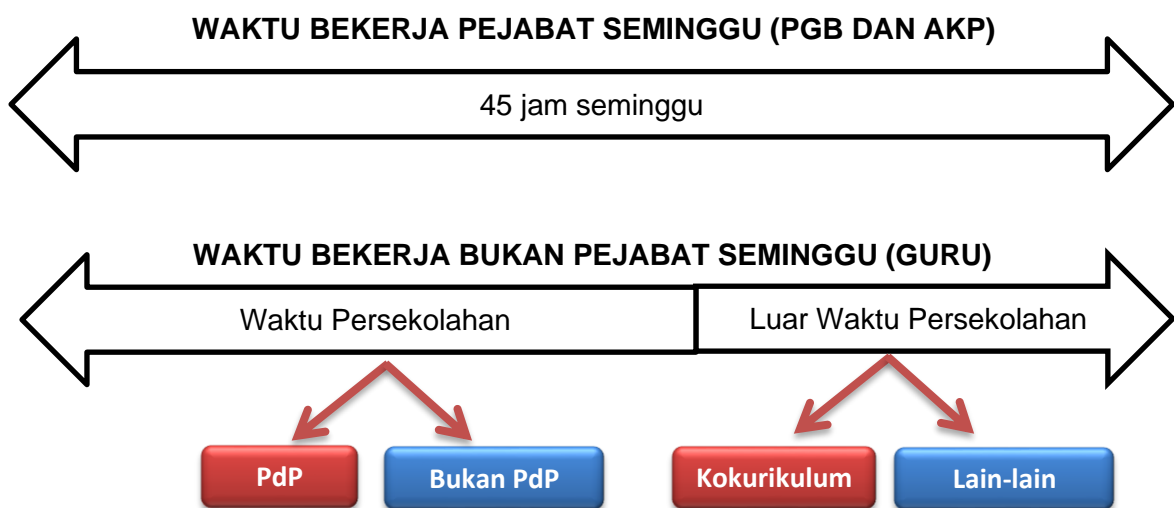 WAKTU BEKERJA PEJABAT SEMINGGU (PGB DAN AKP)
45 jam seminggu
WAKTU BEKERJA BUKAN PEJABAT SEMINGGU (GURU)
Waktu Persekolahan
Luar Waktu Persekolahan
PdP
Bukan PdP
Kokurikulum
Lain-lain